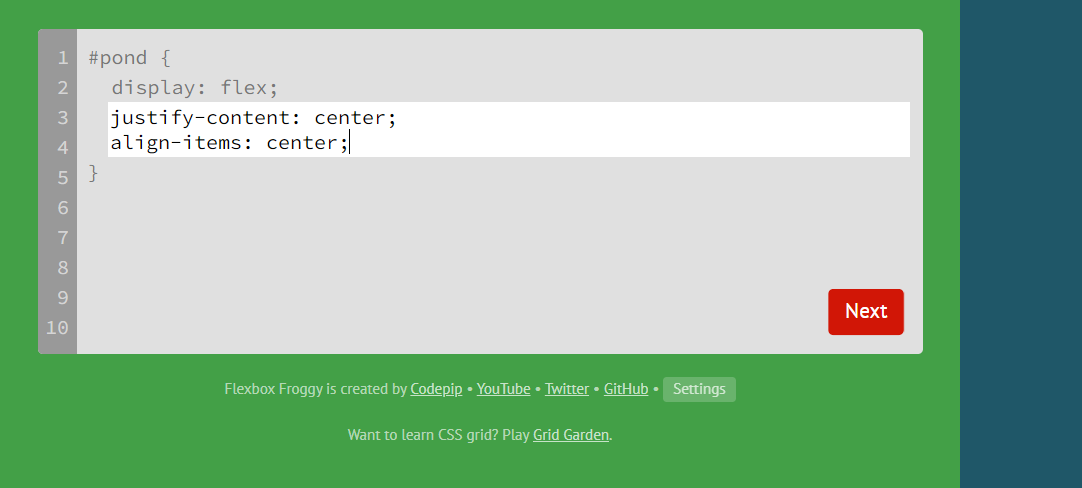 1 #pond {
2 display: flex;
3 justify-content: center;
4 align-items: center;
5 }
6
7
8
9
10
Next
Flexbox Froggy is created by Codepip • YouTube • Twitter • GitHub • Settings
Want to learn CSS grid? Play Grid Garden.